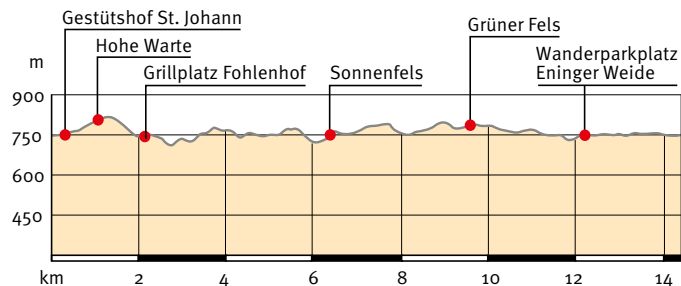 Gestütshof St. Johann
Hohe Warte
Grillplatz Fohlenhof
Sonnenfels
Grüner Fels
Wanderparkplatz
Eninger Weide
m
900
750
600
450
km 2 4 6 8 10 12 14